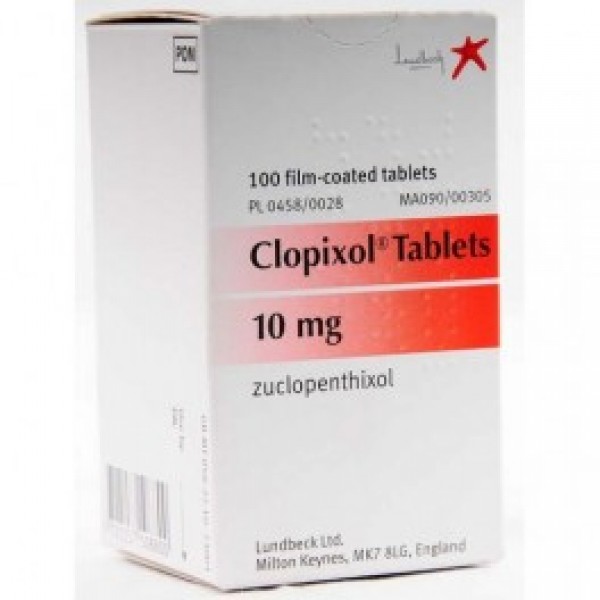 POM
Lundbeck
100 film-coated tablets
PL 0458/0028 MA090/00305
Clopixol® Tablets
10 mg
zuclopenthixol
Lundbeck Ltd.
Milton Keynes, MK7 8LG, England